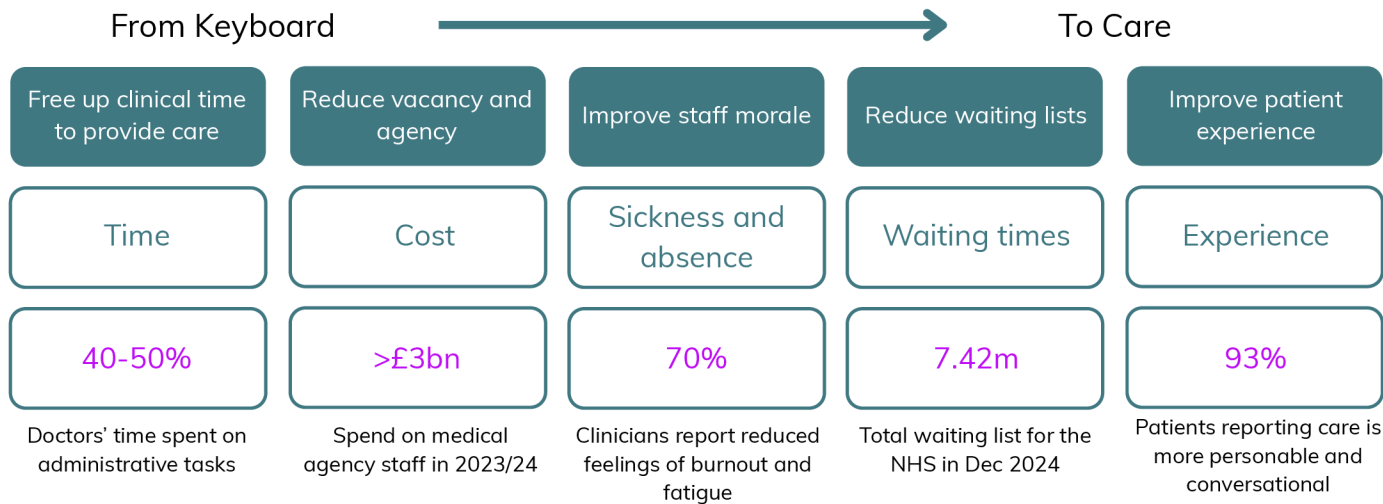 From Keyboard
To Care
Free up clinical time
to provide care
Reduce vacancy and
agency
Improve staff morale
Reduce waiting lists
Improve patient
experience
Time
Cost
Sickness and
absence
Waiting times
Experience
40-50%
>£3bn
70%
7.42m
93%
Doctors’ time spent on
administrative tasks
Spend on medical
agency staff in 2023/24
Clinicians report reduced
feelings of burnout and
fatigue
Total waiting list for the
NHS in Dec 2024
Patients reporting care is
more personable and
conversational